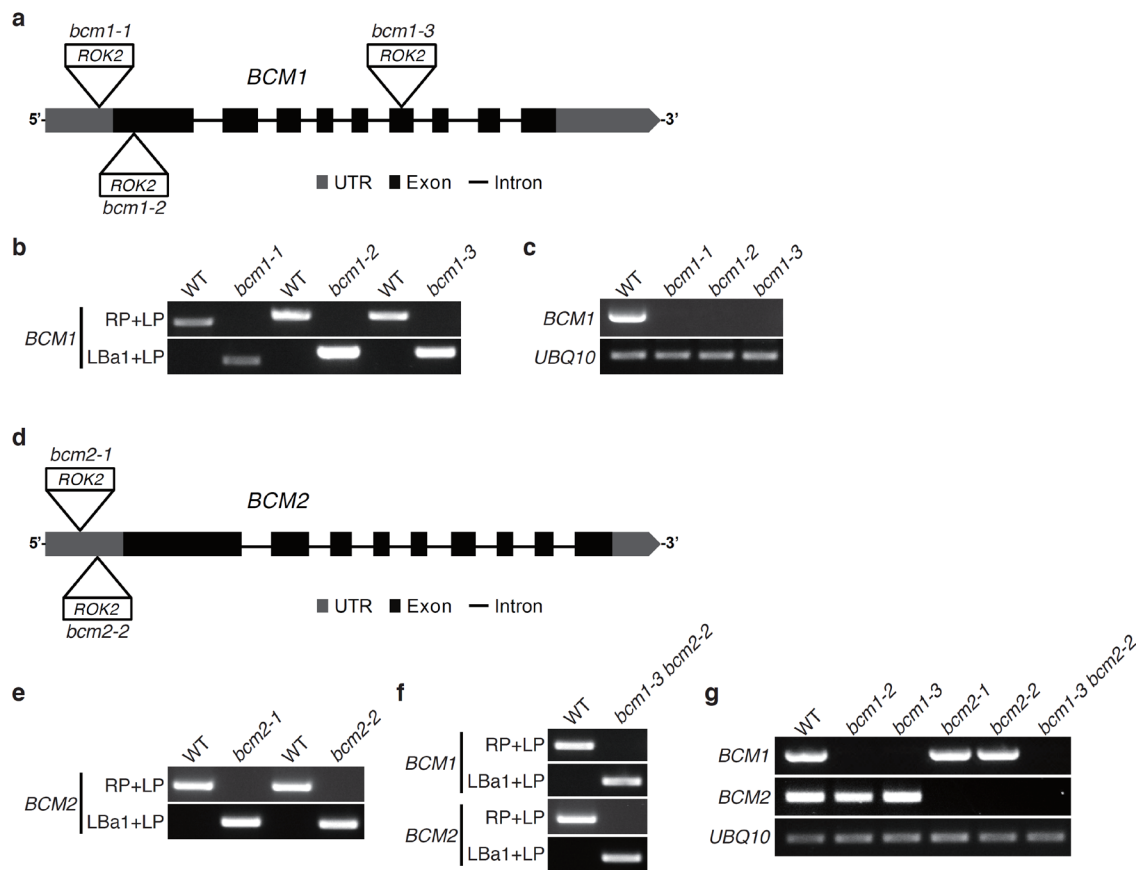 a
bcm1-1
bcm1-3
ROK2
ROK2
BCM1
5'-
-3'
ROK2
bcm1-2
UTR Exon Intron
b
WT bcm1-1 WT bcm1-2 WT bcm1-3
BCM1
RP+LP
LBa1+LP
c
WT bcm1-1 bcm1-2 bcm1-3
BCM1
UBQ10
d
bcm2-1
ROK2
BCM2
5'-
-3'
ROK2
bcm2-2
UTR Exon Intron
e
WT bcm2-1 WT bcm2-2
BCM2
RP+LP
LBa1+LP
f
WT bcm1-3 bcm2-2
BCM1
RP+LP
LBa1+LP
BCM2
RP+LP
LBa1+LP
g
WT bcm1-2 bcm1-3 bcm2-1 bcm2-2 bcm1-3 bcm2-2
BCM1
BCM2
UBQ10